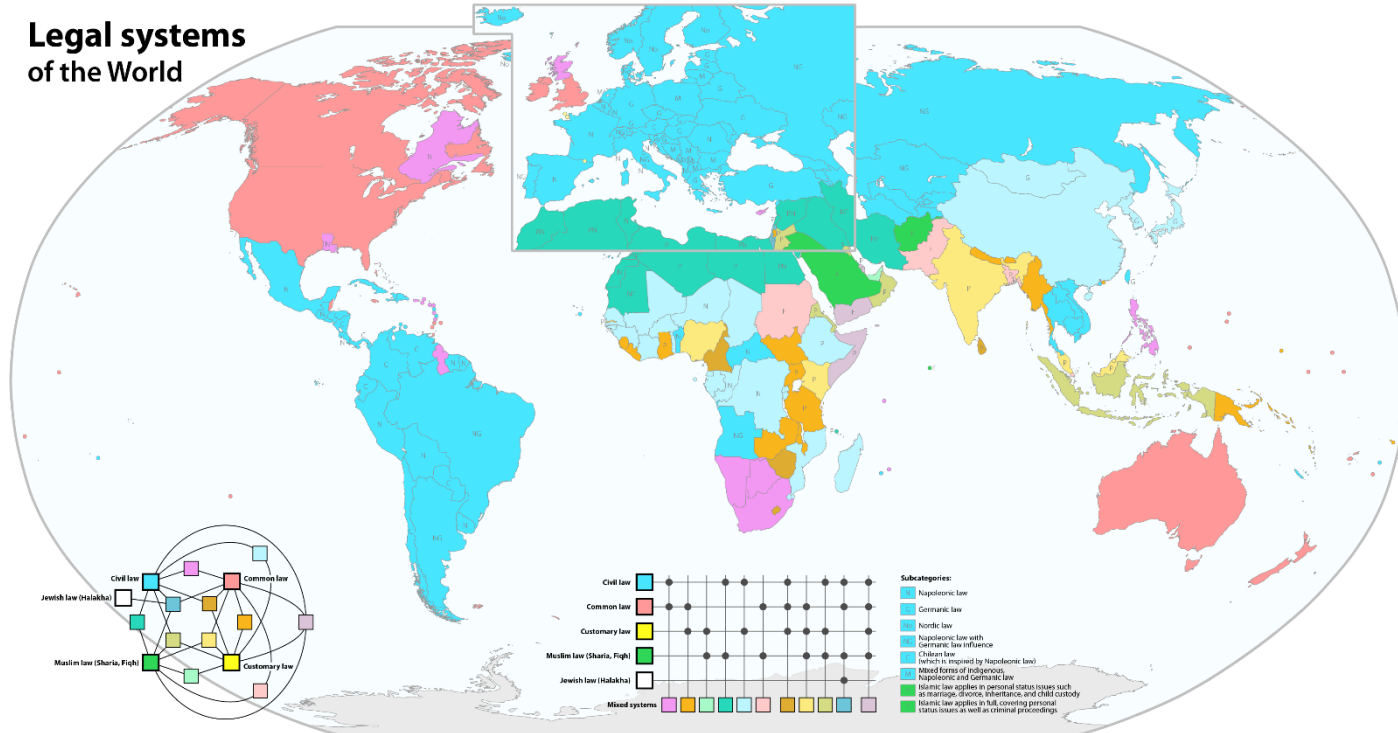 Legal systems
of the World
Civil law
Common law
Jewish law (Halakha)
Muslim law (Sharia, Fiqh)
Customary law
Civil law
Common law
Customary law
Muslim law (Sharia, Fiqh)
Jewish law (Halakha)
Mixed systems
Subcategories:
N Napoleonic law
G Germanic law
No Nordic law
NG Napoleonic law with
Germanic law influence
C Chilean law
(which is inspired by Napoleonic law)
M Mixed forms of indigenous,
Napoleonic and Germanic law
Islamic law applies in personal status issues such
as marriage, divorce, inheritance, and child custody
Islamic law applies in full, covering personal
status issues as well as criminal proceedings